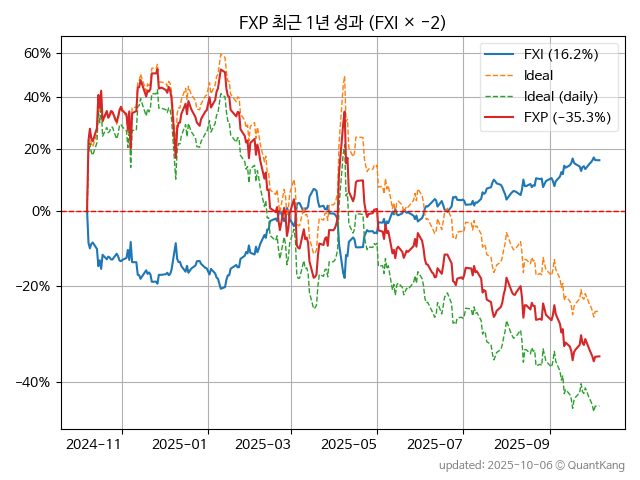 FXP 최근 1년 성과 (FXI × −2)
60%
40%
20%
0%
−20%
−40%
FXI (16.2%)
Ideal
Ideal (daily)
FXP (−35.3%)
2024-11 2025-01 2025-03 2025-05 2025-07 2025-09
updated: 2025-10-06 © QuantKang